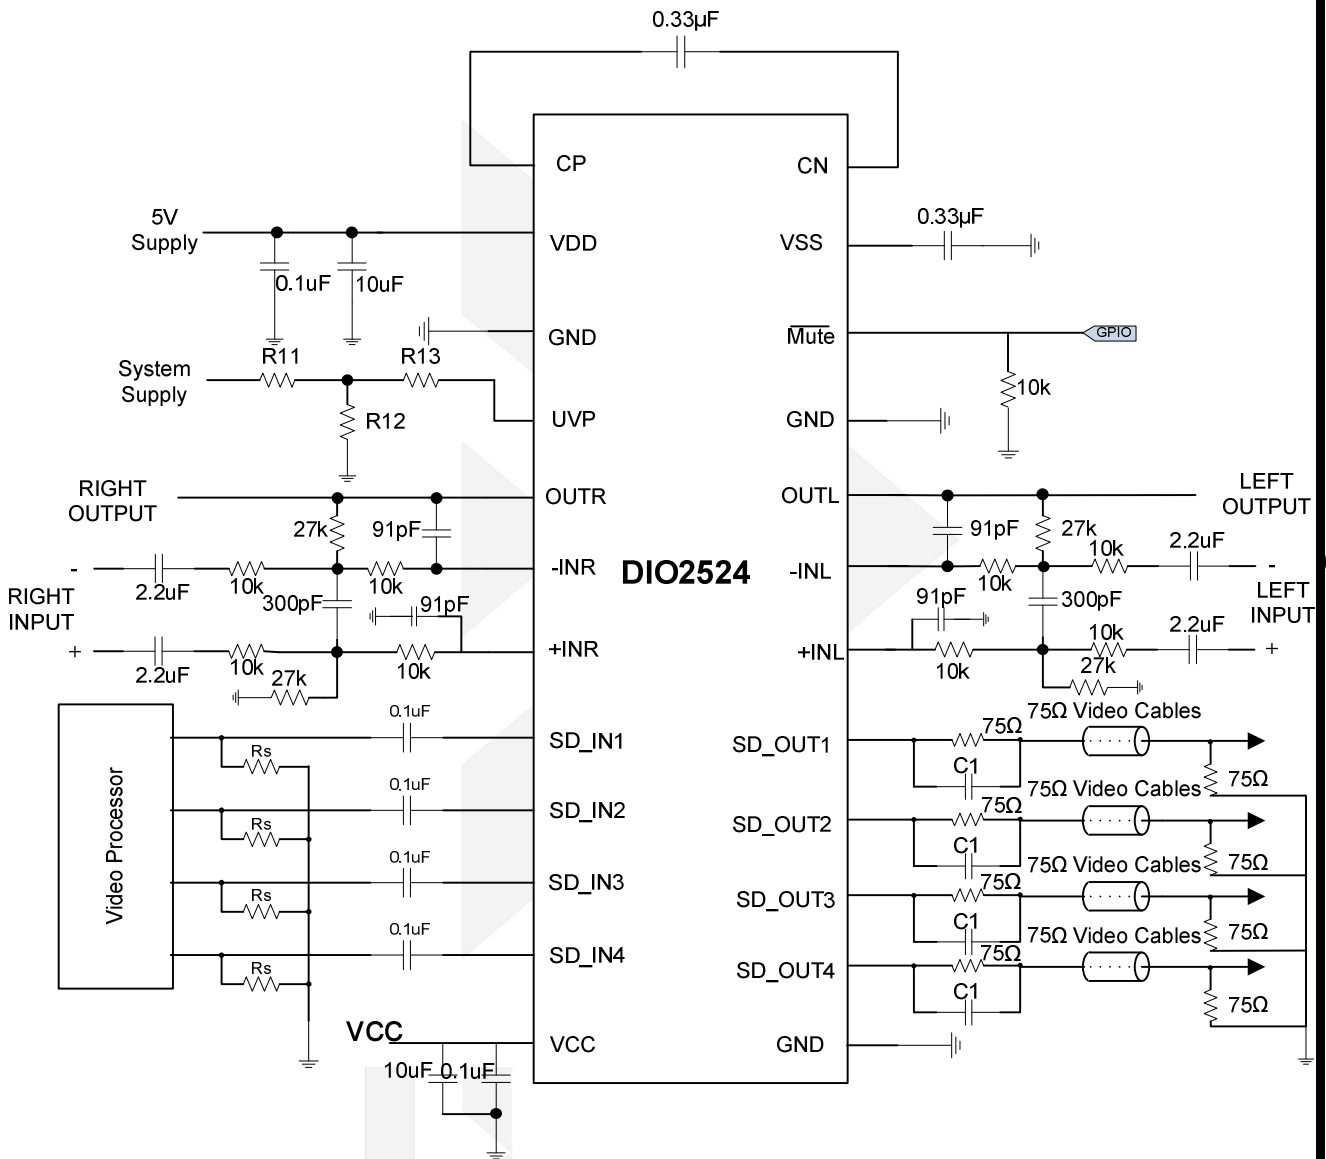 0.33µF
CP
CN
5V
Supply
VDD
0.1uF
10uF
VSS
0.33µF
GND
Mute
GPIO
10k
System
Supply
R11
R13
R12
UVP
GND
RIGHT
OUTPUT
OUTR
27k
91pF
-
2.2uF
10k
10k
-INR
RIGHT
INPUT
300pF
91pF
+
2.2uF
10k
10k
+INR
27k
DIO2524
OUTL
LEFT
OUTPUT
91pF
27k
10k
2.2uF
-INL
10k
-
LEFT
INPUT
91pF
300pF
10k
2.2uF
+INL
10k
27k
+
Video Processor
0.1uF
Rs
SD_IN1
0.1uF
Rs
SD_IN2
0.1uF
Rs
SD_IN3
0.1uF
Rs
SD_IN4
75Ω Video Cables
SD_OUT1
75Ω
C1
75Ω
75Ω Video Cables
SD_OUT2
75Ω
C1
75Ω
75Ω Video Cables
SD_OUT3
75Ω
C1
75Ω
75Ω Video Cables
SD_OUT4
75Ω
C1
75Ω
VCC
VCC
10uF
0.1uF
GND